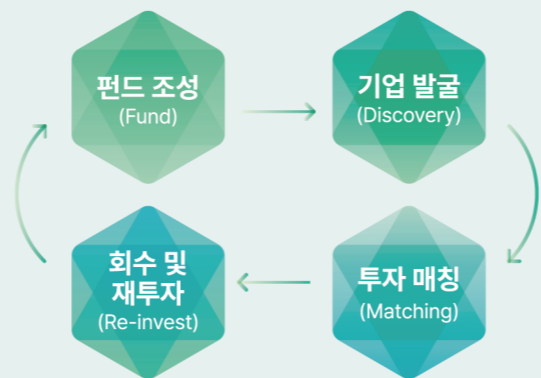 펀드 조성
(Fund)
기업 발굴
(Discovery)
회수 및
재투자
(Re-invest)
투자 매칭
(Matching)